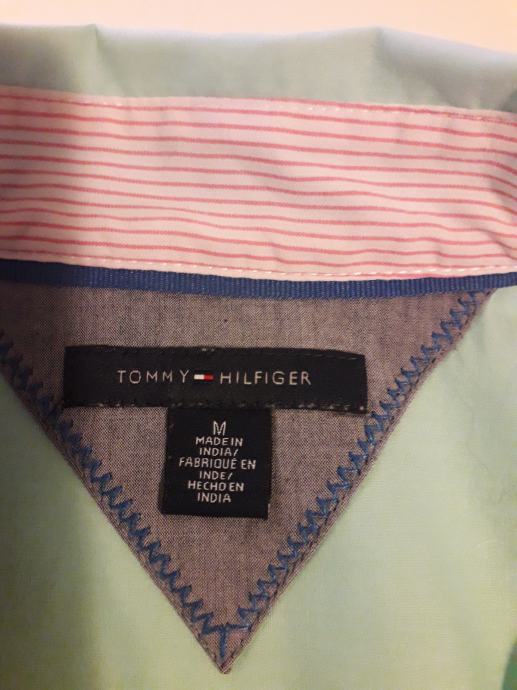 TOMMY HILFIGER
M
MADE IN
INDIA/
FABRIQUÉ EN
INDE/
HECHO EN
INDIA